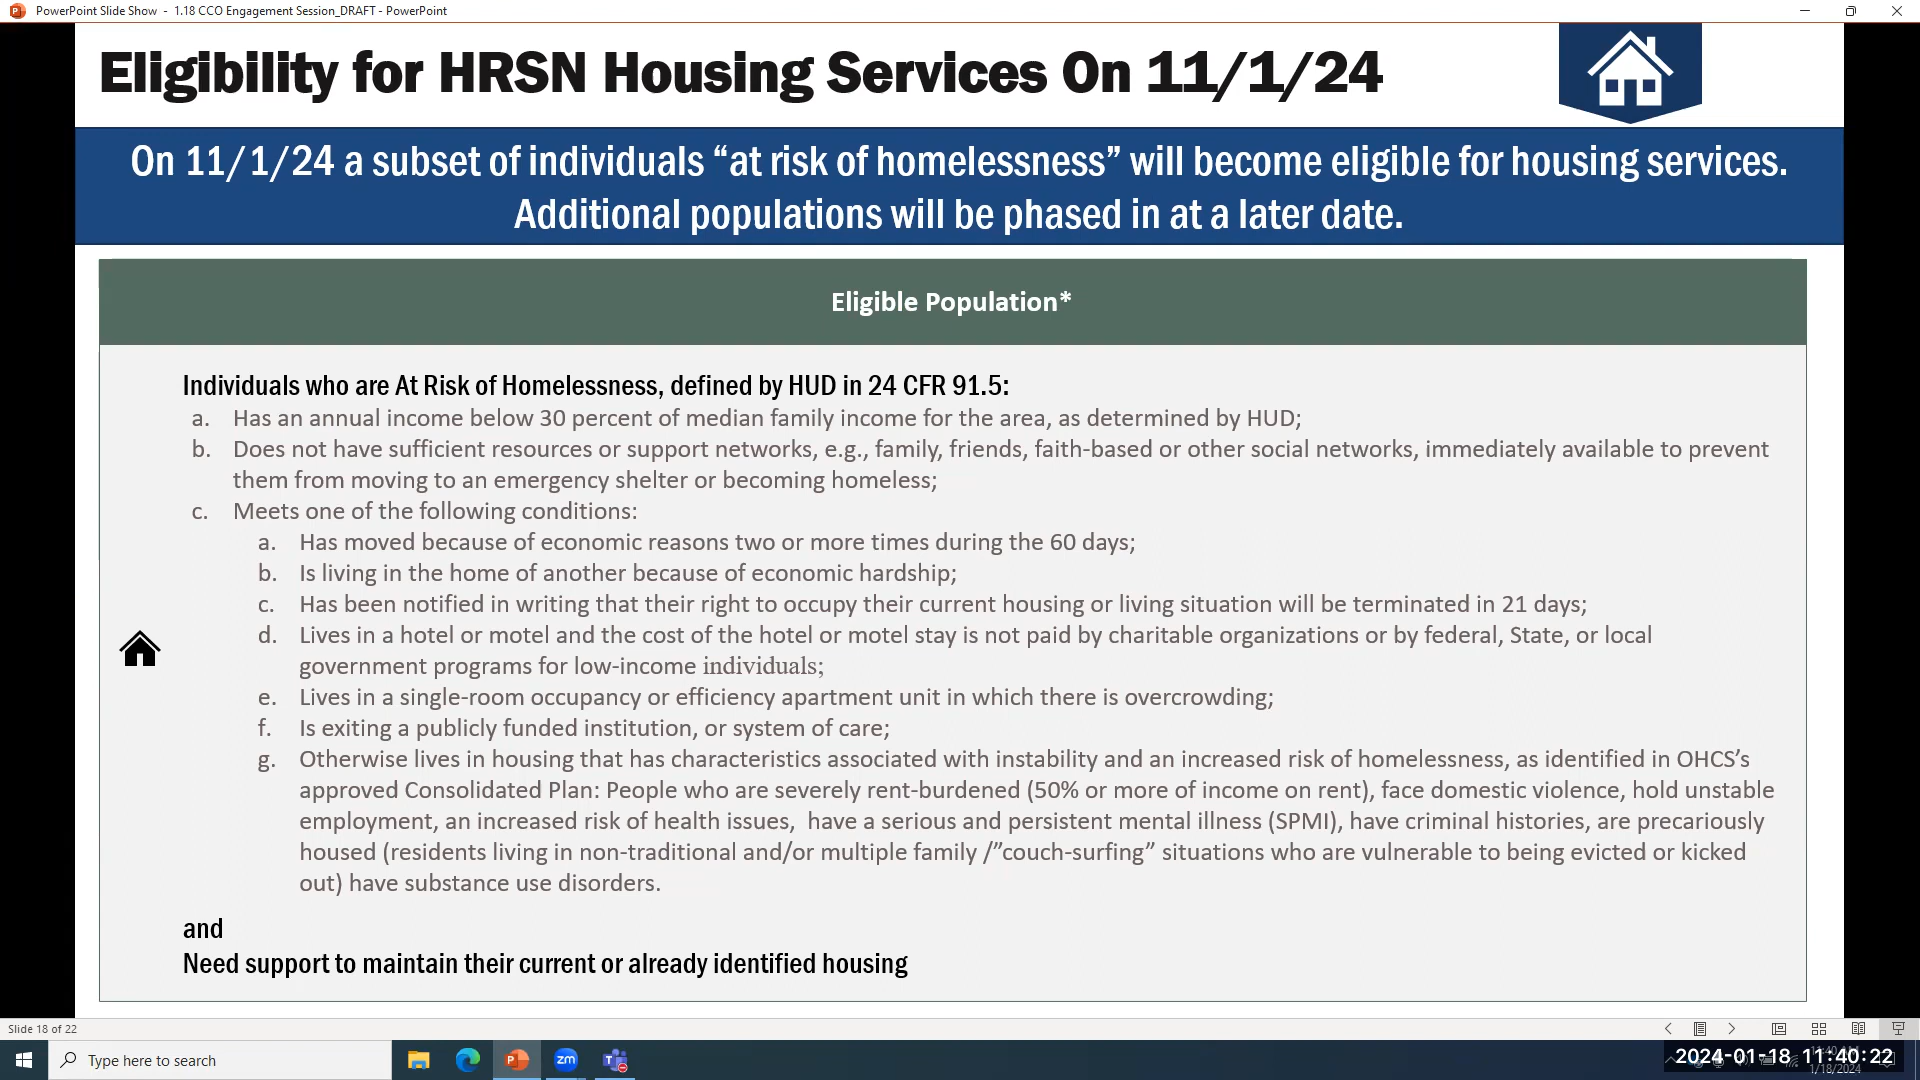 PowerPoint Slide Show - 1.18 CCO Engagement Session_DRAFT - PowerPoint
Eligibility for HRSN Housing Services On 11/1/24
On 11/1/24 a subset of individuals “at risk of homelessness” will become eligible for housing services.
Additional populations will be phased in at a later date.
Eligible Population*
Individuals who are At Risk of Homelessness, defined by HUD in 24 CFR 91.5:
a. Has an annual income below 30 percent of median family income for the area, as determined by HUD;
b. Does not have sufficient resources or support networks, e.g., family, friends, faith-based or other social networks, immediately available to prevent
them from moving to an emergency shelter or becoming homeless;
c. Meets one of the following conditions:
a. Has moved because of economic reasons two or more times during the 60 days;
b. Is living in the home of another because of economic hardship;
c. Has been notified in writing that their right to occupy their current housing or living situation will be terminated in 21 days;
d. Lives in a hotel or motel and the cost of the hotel or motel stay is not paid by charitable organizations or by federal, State, or local
government programs for low-income individuals;
e. Lives in a single-room occupancy or efficiency apartment unit in which there is overcrowding;
f. Is exiting a publicly funded institution, or system of care;
g. Otherwise lives in housing that has characteristics associated with instability and an increased risk of homelessness, as identified in OHCS’s
approved Consolidated Plan: People who are severely rent-burdened (50% or more of income on rent), face domestic violence, hold unstable
employment, an increased risk of health issues,  have a serious and persistent mental illness (SPMI), have criminal histories, are precariously
housed (residents living in non-traditional and/or multiple family /”couch-surfing” situations who are vulnerable to being evicted or kicked
out) have substance use disorders.
and
Need support to maintain their current or already identified housing
Slide 18 of 22
Type here to search
zm
2024-01-18 11:40:22
1/18/2024